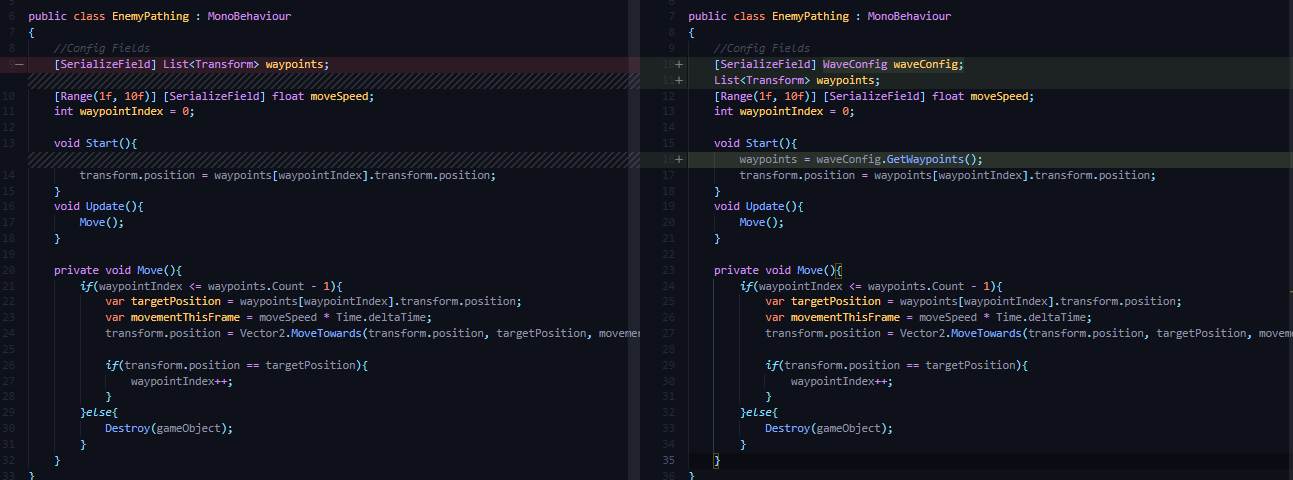 6 public class EnemyPathing : MonoBehaviour
7 {
8 //Config Fields
9— [SerializeField] List<Transform> waypoints;
10 [Range(1f, 10f)] [SerializeField] float moveSpeed;
11 int waypointIndex = 0;
12
13 void Start(){
14 transform.position = waypoints[waypointIndex].transform.position;
15 }
16 void Update(){
17 Move();
18 }
19
20 private void Move(){
21 if(waypointIndex <= waypoints.Count - 1){
22 var targetPosition = waypoints[waypointIndex].transform.position;
23 var movementThisFrame = moveSpeed * Time.deltaTime;
24 transform.position = Vector2.MoveTowards(transform.position, targetPosition, movemen
25
26 if(transform.position == targetPosition){
27 waypointIndex++;
28 }
29 }else{
30 Destroy(gameObject);
31 }
32 }
33 }
6
7 public class EnemyPathing : MonoBehaviour
8 {
9 //Config Fields
10+ [SerializeField] WaveConfig waveConfig;
11+ List<Transform> waypoints;
12 [Range(1f, 10f)] [SerializeField] float moveSpeed;
13 int waypointIndex = 0;
14
15 void Start(){
16+ waypoints = waveConfig.GetWaypoints();
17 transform.position = waypoints[waypointIndex].transform.position;
18 }
19 void Update(){
20 Move();
21 }
22
23 private void Move(){
24 if(waypointIndex <= waypoints.Count - 1){
25 var targetPosition = waypoints[waypointIndex].transform.position;
26 var movementThisFrame = moveSpeed * Time.deltaTime;
27 transform.position = Vector2.MoveTowards(transform.position, targetPosition, moveme
28
29 if(transform.position == targetPosition){
30 waypointIndex++;
31 }
32 }else{
33 Destroy(gameObject);
34 }
35 }
36 }